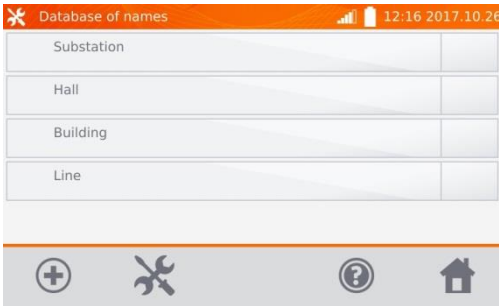 Database of names 12:16 2017.10.26
Substation
Hall
Building
Line